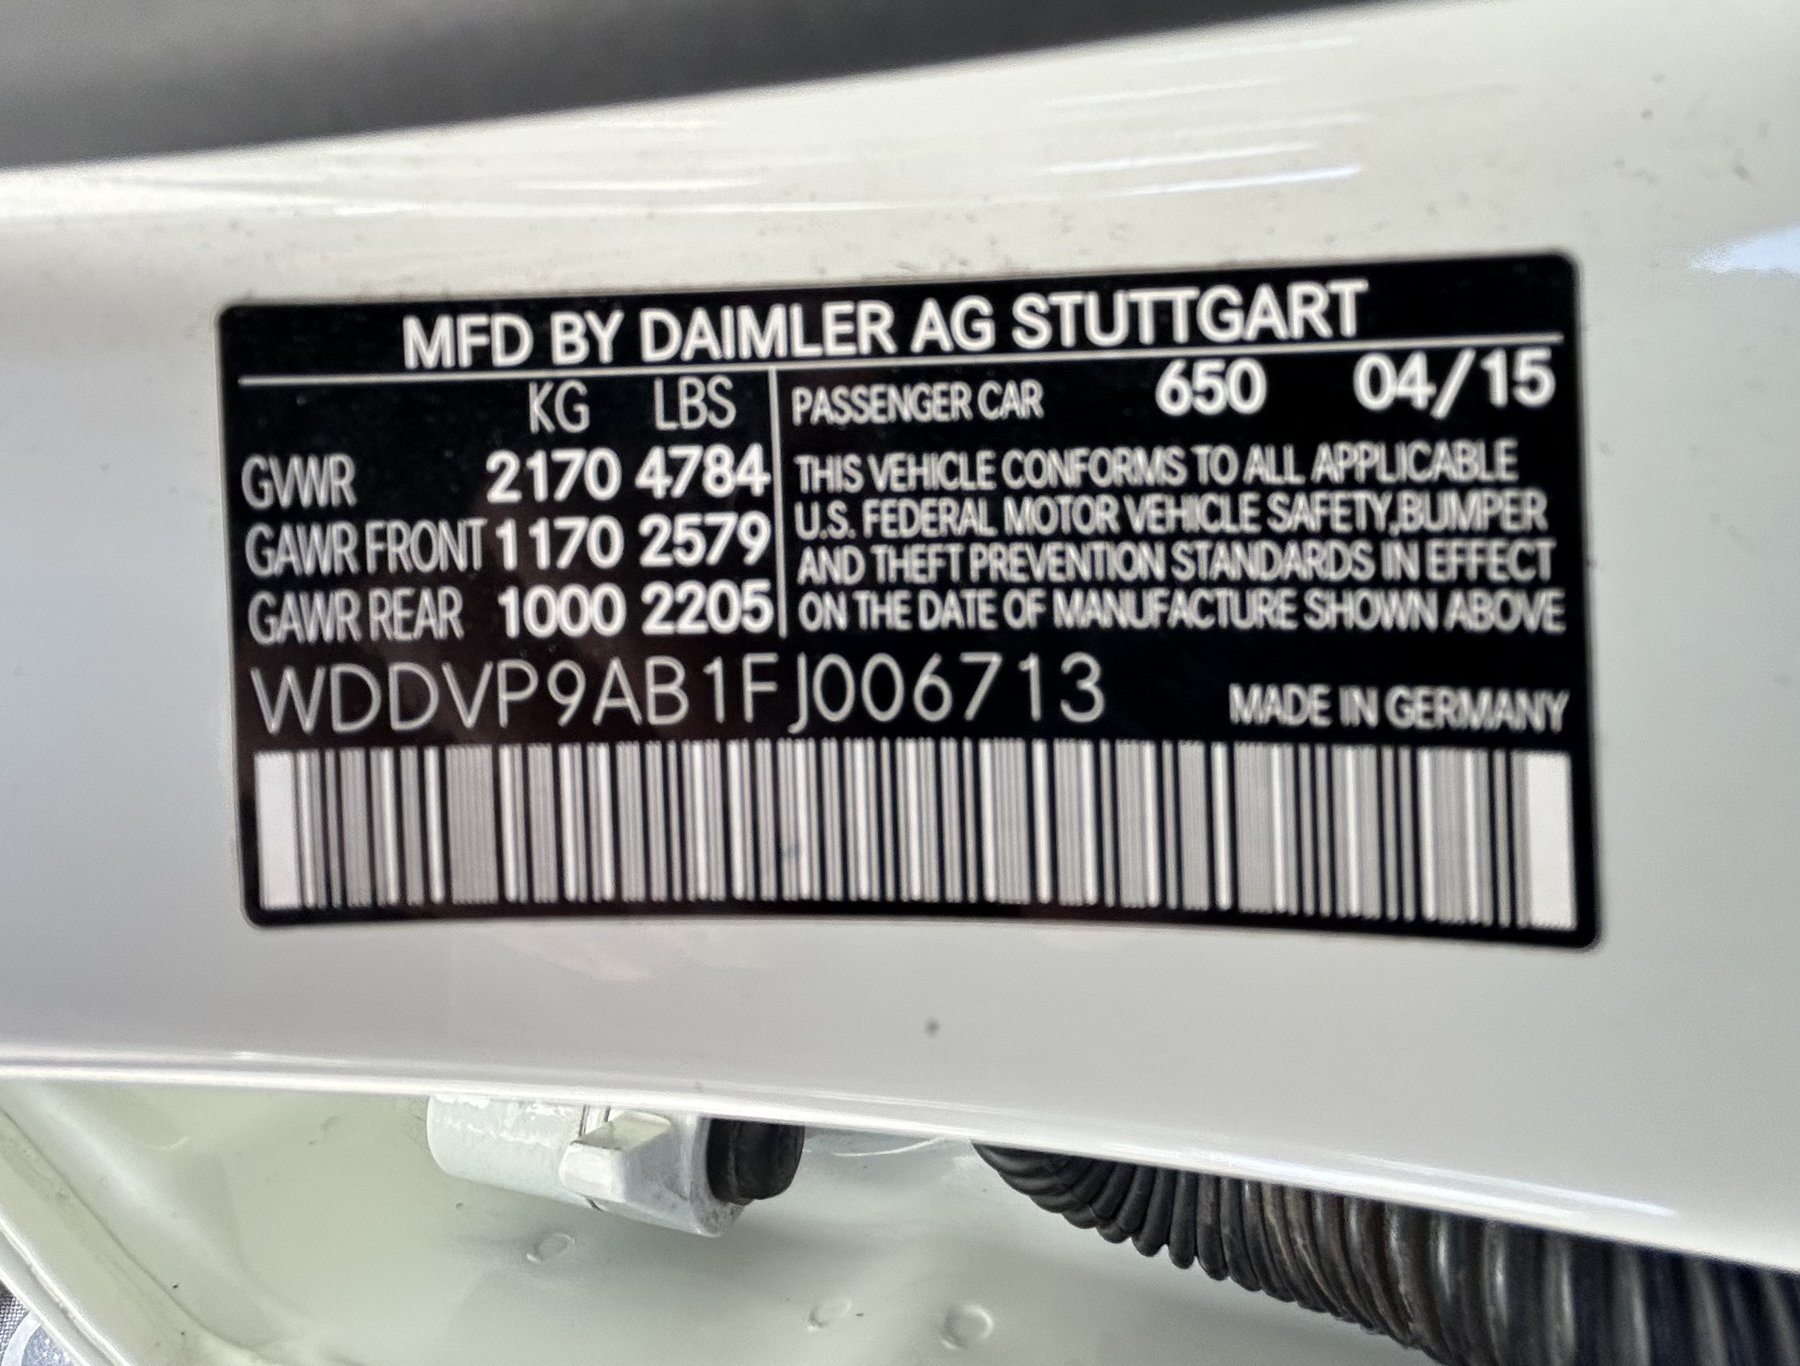 MFD BY DAIMLER AG STUTTGART
KG LBS
GVWR 2170 4784
GAWR FRONT 1170 2579
GAWR REAR 1000 2205
PASSENGER CAR 650 04/15
THIS VEHICLE CONFORMS TO ALL APPLICABLE
U.S. FEDERAL MOTOR VEHICLE SAFETY,BUMPER
AND THEFT PREVENTION STANDARDS IN EFFECT
ON THE DATE OF MANUFACTURE SHOWN ABOVE
WDDVP9AB1FJ006713
MADE IN GERMANY